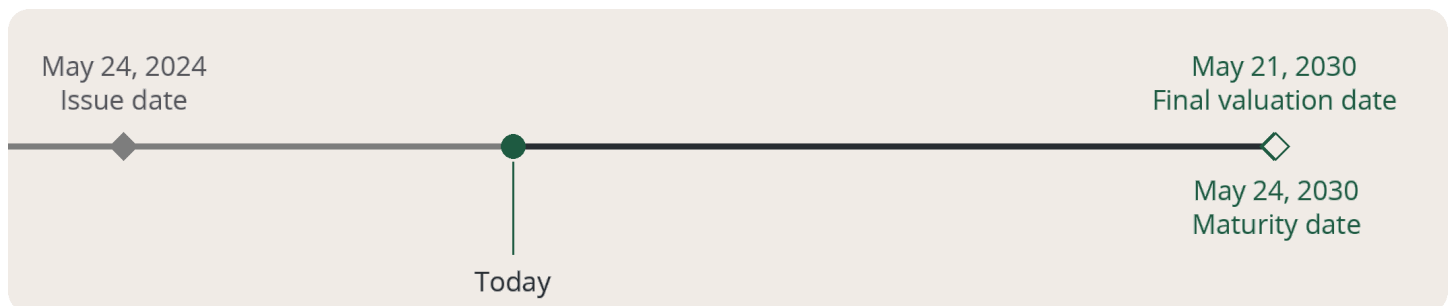 May 24, 2024
Issue date
May 21, 2030
Final valuation date
May 24, 2030
Maturity date
Today